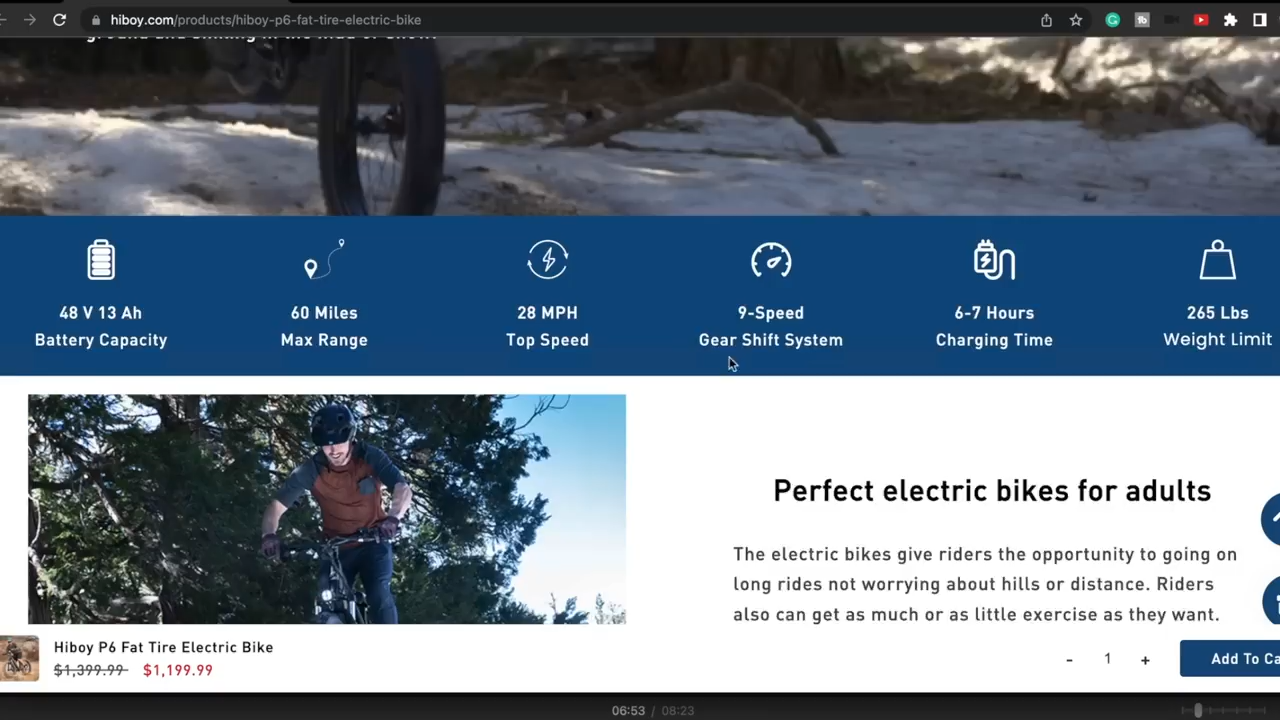 hiboy.com/products/hiboy-p6-fat-tire-electric-bike
48 V 13 Ah
Battery Capacity
60 Miles
Max Range
28 MPH
Top Speed
9-Speed
Gear Shift System
6-7 Hours
Charging Time
265 Lbs
Weight Limit
Perfect electric bikes for adults
The electric bikes give riders the opportunity to going on
long rides not worrying about hills or distance. Riders
also can get as much or as little exercise as they want.
Hiboy P6 Fat Tire Electric Bike
$1,399.99 $1,199.99
- 1 +
Add To Ca
06:53 / 08:23